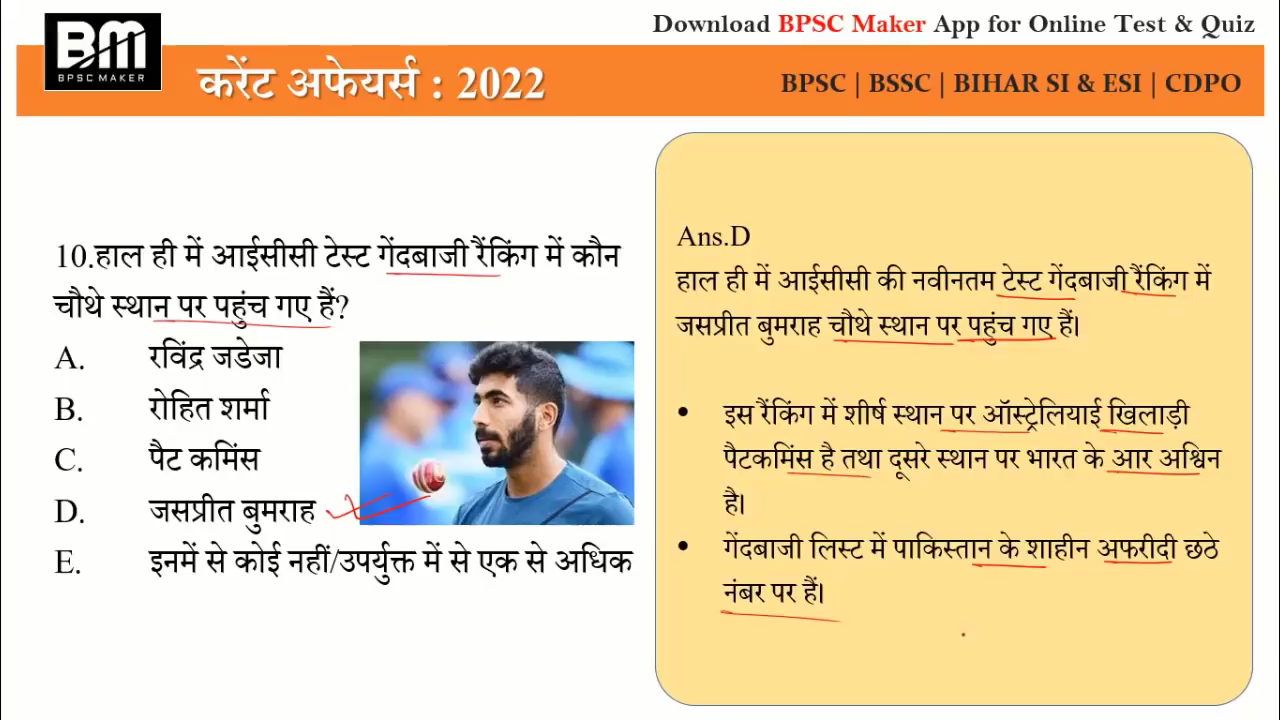 Download BPSC Maker App for Online Test & Quiz
BM
BPSC MAKER
करेंट अफेयर्स : 2022
BPSC | BSSC | BIHAR SI & ESI | CDPO
10.हाल ही में आईसीसी टेस्ट गेंदबाजी रैंकिंग में कौन
चौथे स्थान पर पहुंच गए हैं?
A. रविंद्र जडेजा
B. रोहित शर्मा
C. पैट कमिंस
D. जसप्रीत बुमराह
E. इनमें से कोई नहीं/उपर्युक्त में से एक से अधिक
Ans.D
हाल ही में आईसीसी की नवीनतम टेस्ट गेंदबाजी रैंकिंग में
जसप्रीत बुमराह चौथे स्थान पर पहुंच गए हैं।
• इस रैंकिंग में शीर्ष स्थान पर ऑस्ट्रेलियाई खिलाड़ी
पैटकमिंस है तथा दूसरे स्थान पर भारत के आर अश्विन
है।
• गेंदबाजी लिस्ट में पाकिस्तान के शाहीन अफरीदी छठे
नंबर पर हैं।